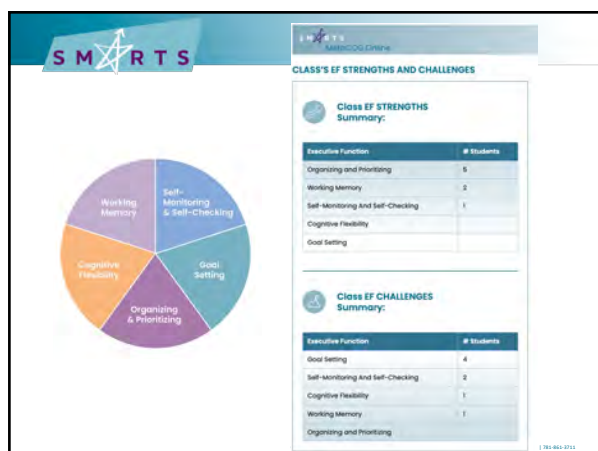 SMARTS
SMARTS
MetaCOG Online
CLASS'S EF STRENGTHS AND CHALLENGES
Class EF STRENGTHS
Summary:
Executive Function # Students
Organizing and Prioritizing 5
Working Memory 2
Self-Monitoring And Self-Checking 1
Cognitive Flexibility
Goal Setting
Class EF CHALLENGES
Summary:
Executive Function # Students
Goal Setting 4
Self-Monitoring And Self-Checking 2
Cognitive Flexibility 1
Working Memory 1
Organizing and Prioritizing
Working
Memory
Self-
Monitoring
& Self-Checking
Cognitive
Flexibility
Goal
Setting
Organizing
& Prioritizing
| 781-861-3711